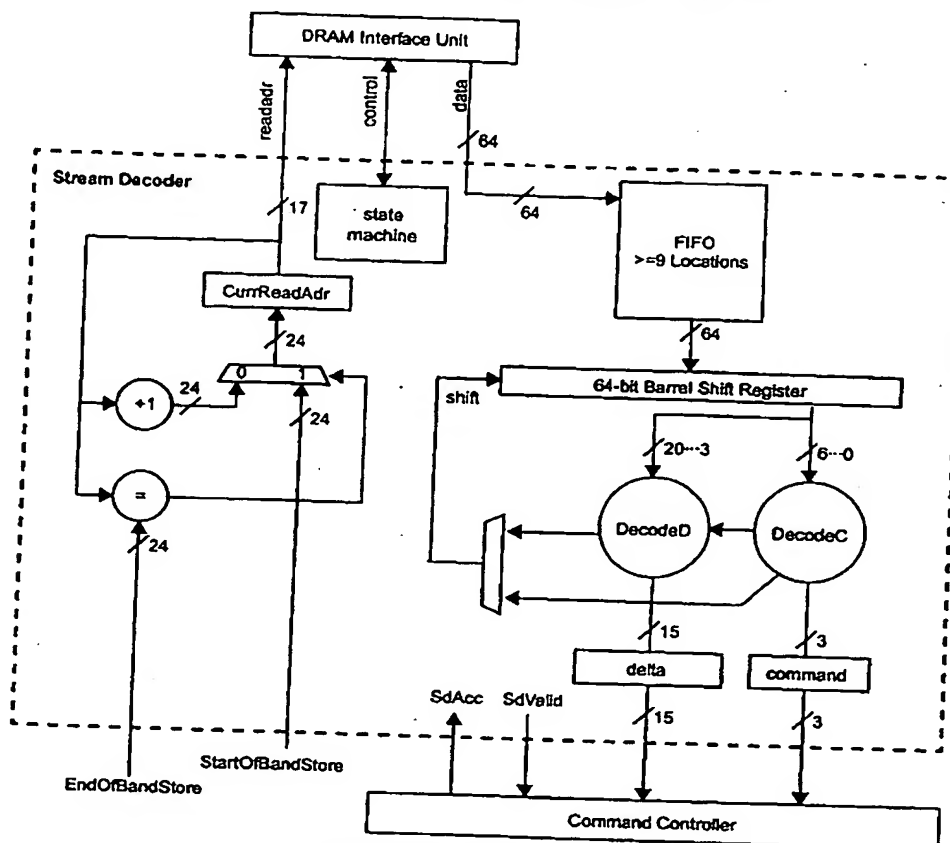 DRAM Interface Unit
readadr
control
data
64
Stream Decoder
17
state
machine
64
FIFO
>=9 Locations
CurrReadAdr
64
24
0 1
64-bit Barrel Shift Register
shift
+1
24
24
20...3
6...0
=
DecodeD
DecodeC
24
15
3
delta
command
SdAcc
SdValid
15
3
StartOfBandStore
EndOfBandStore
Command Controller